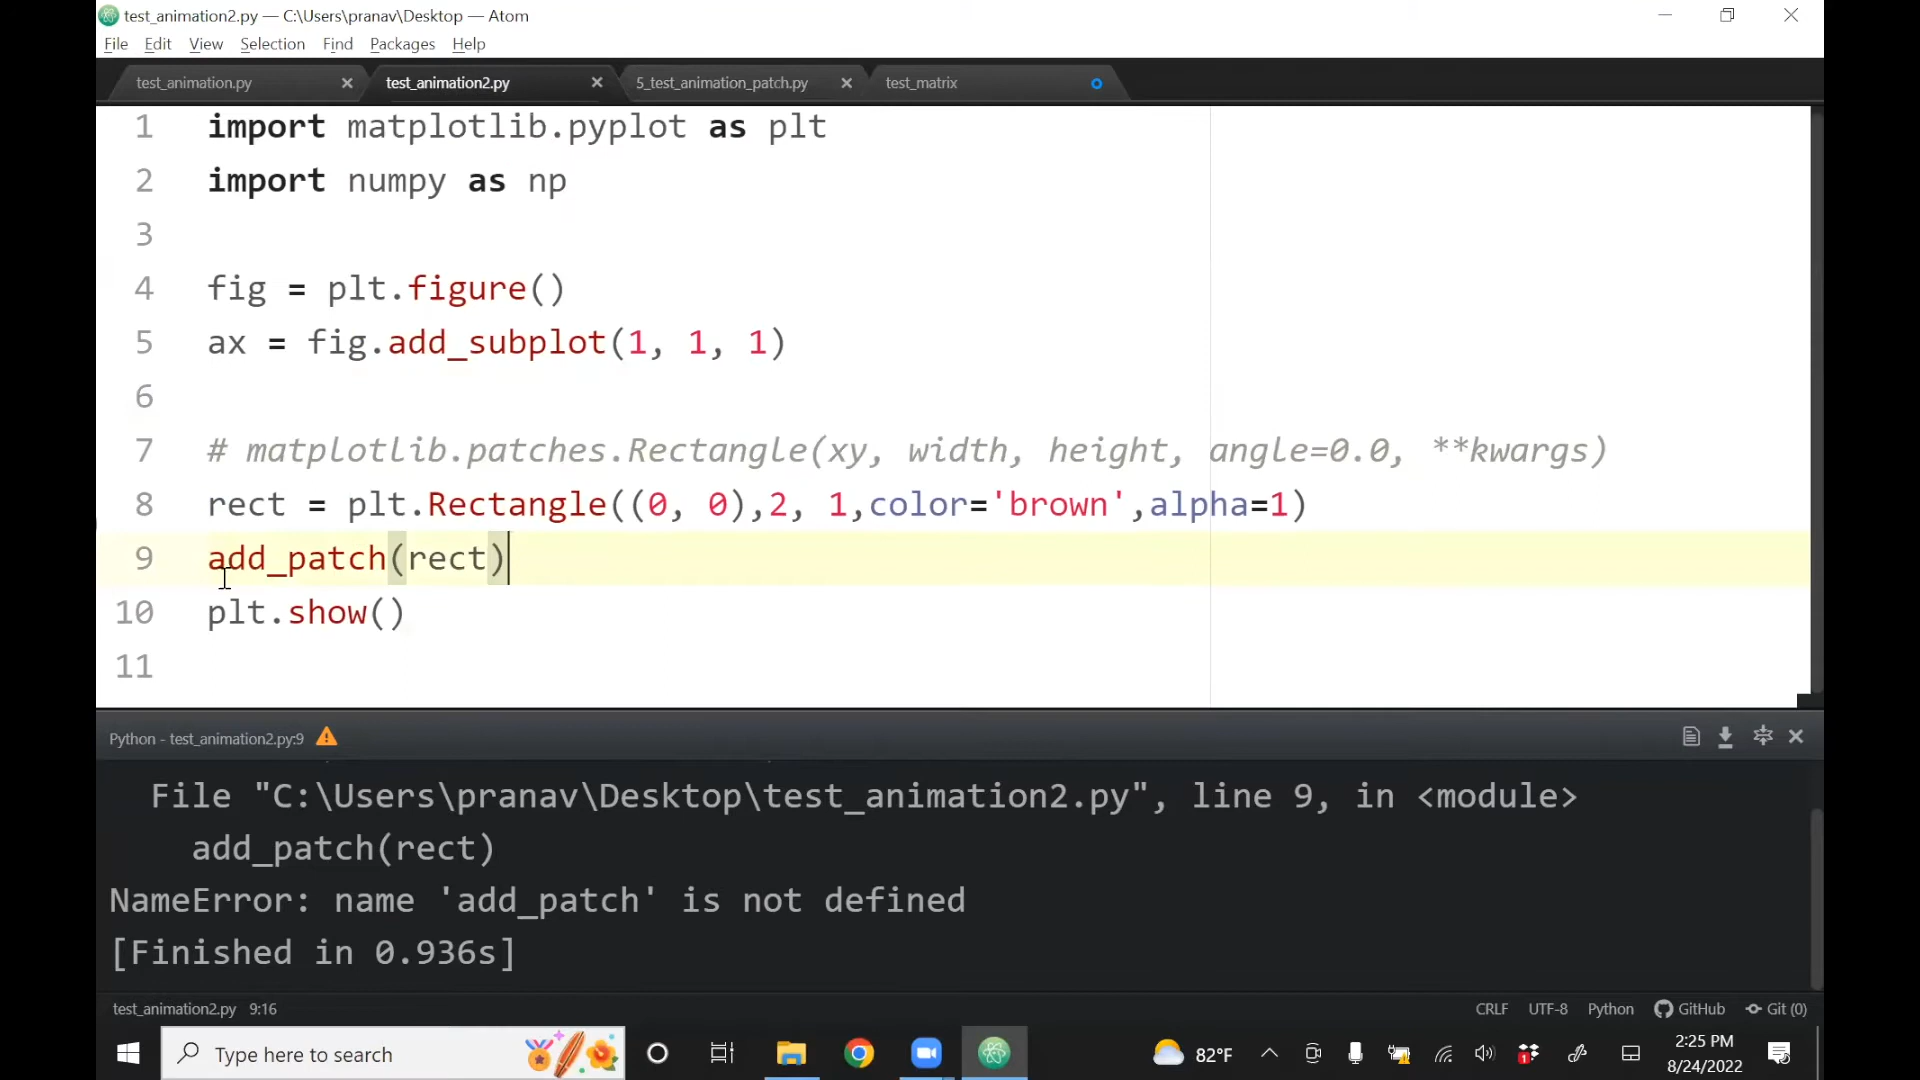 test_animation2.py — C:\Users\pranav\Desktop — Atom
File Edit View Selection Find Packages Help
test_animation.py test_animation2.py 5_test_animation_patch.py test_matrix
1 import matplotlib.pyplot as plt
2 import numpy as np
3
4 fig = plt.figure()
5 ax = fig.add_subplot(1, 1, 1)
6
7 # matplotlib.patches.Rectangle(xy, width, height, angle=0.0, **kwargs)
8 rect = plt.Rectangle((0, 0),2, 1,color='brown',alpha=1)
9 add_patch(rect)
10 plt.show()
11
Python - test_animation2.py:9
File "C:\Users\pranav\Desktop\test_animation2.py", line 9, in <module>
add_patch(rect)
NameError: name 'add_patch' is not defined
[Finished in 0.936s]
test_animation2.py 9:16 CRLF UTF-8 Python GitHub Git (0)
Type here to search 82°F 1 2:25 PM
8/24/2022